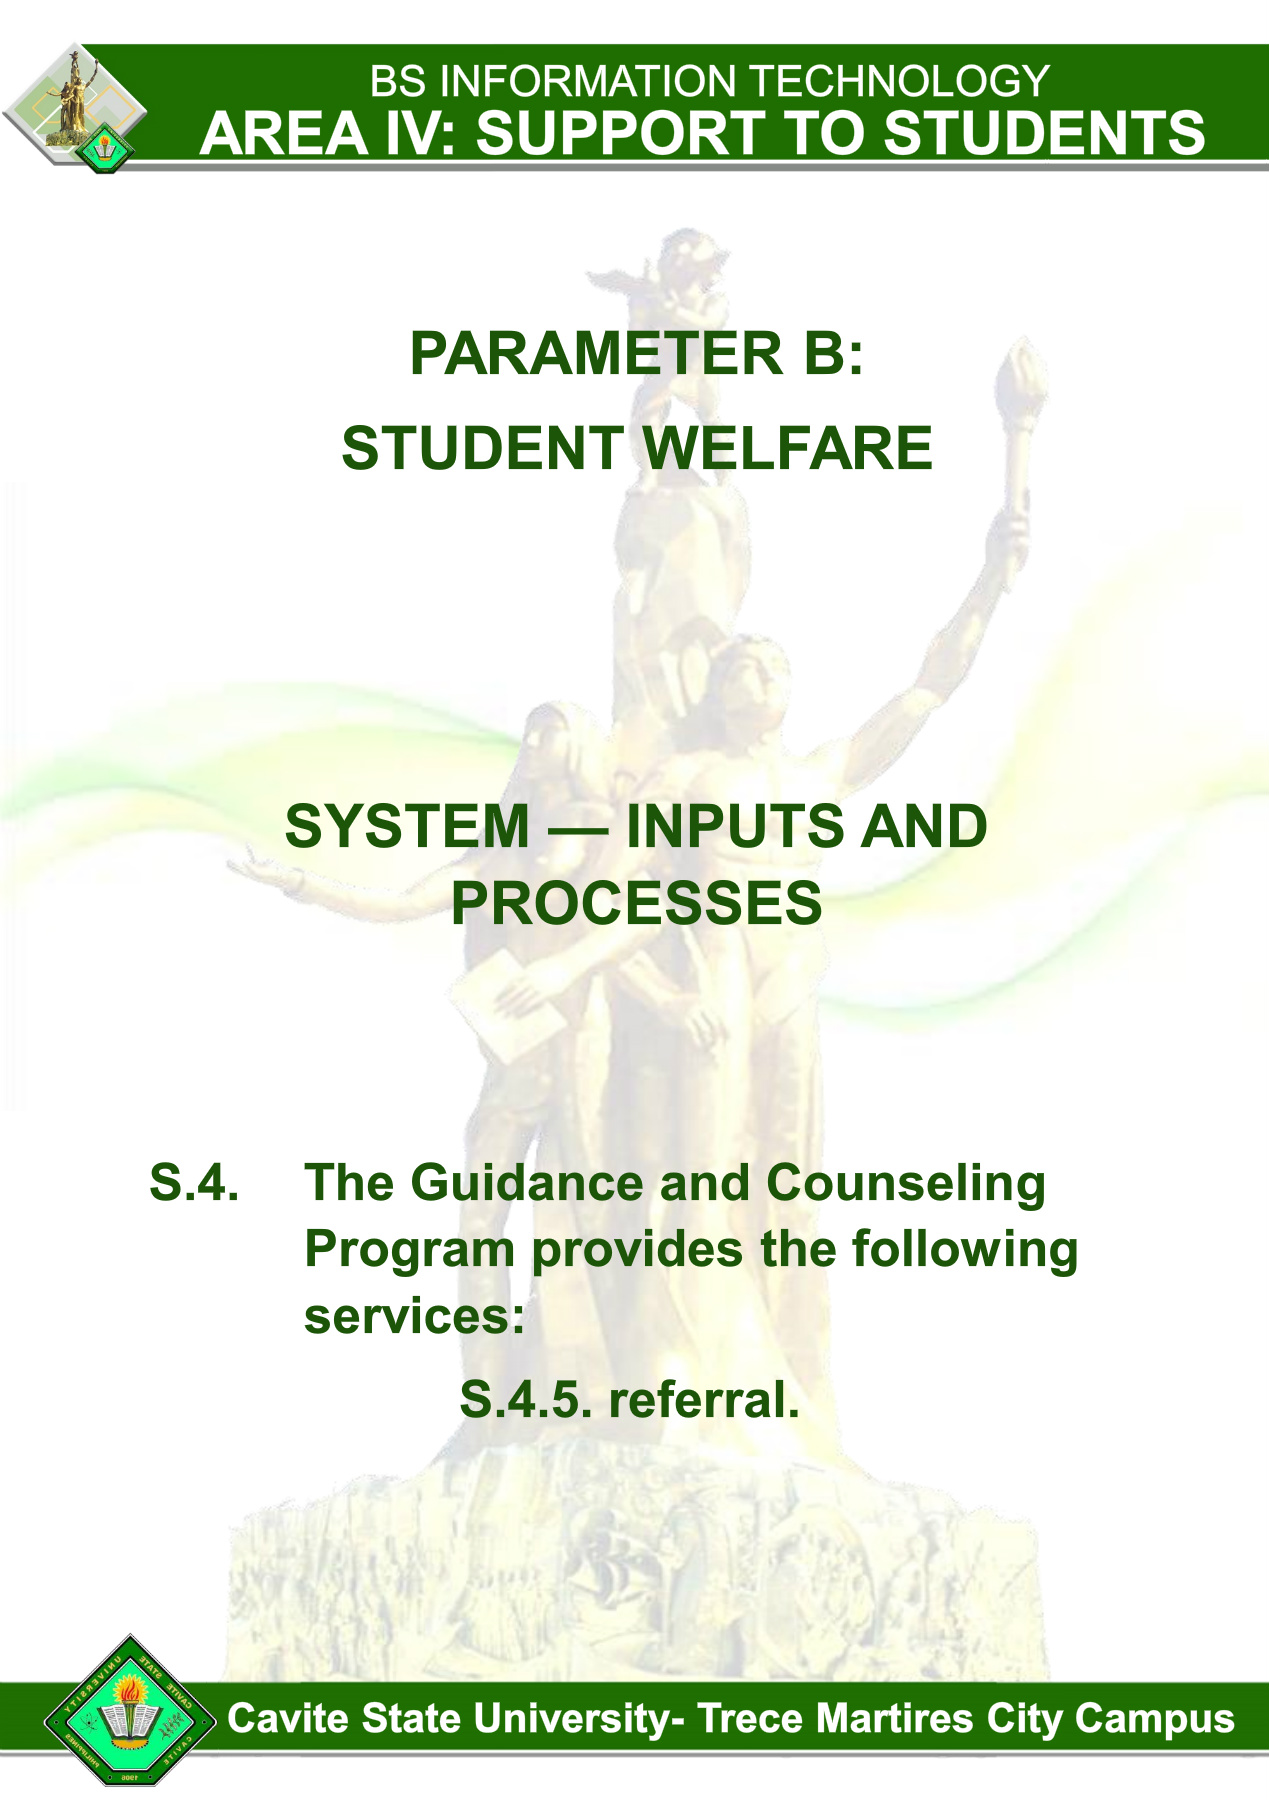 BS INFORMATION TECHNOLOGY
AREA IV: SUPPORT TO STUDENTS
PARAMETER B:
STUDENT WELFARE
SYSTEM — INPUTS AND
PROCESSES
S.4. The Guidance and Counseling
Program provides the following
services:
S.4.5. referral.
CAVITE STATE UNIVERSITY
CAVITE PHILIPPINES
1906
Cavite State University- Trece Martires City Campus